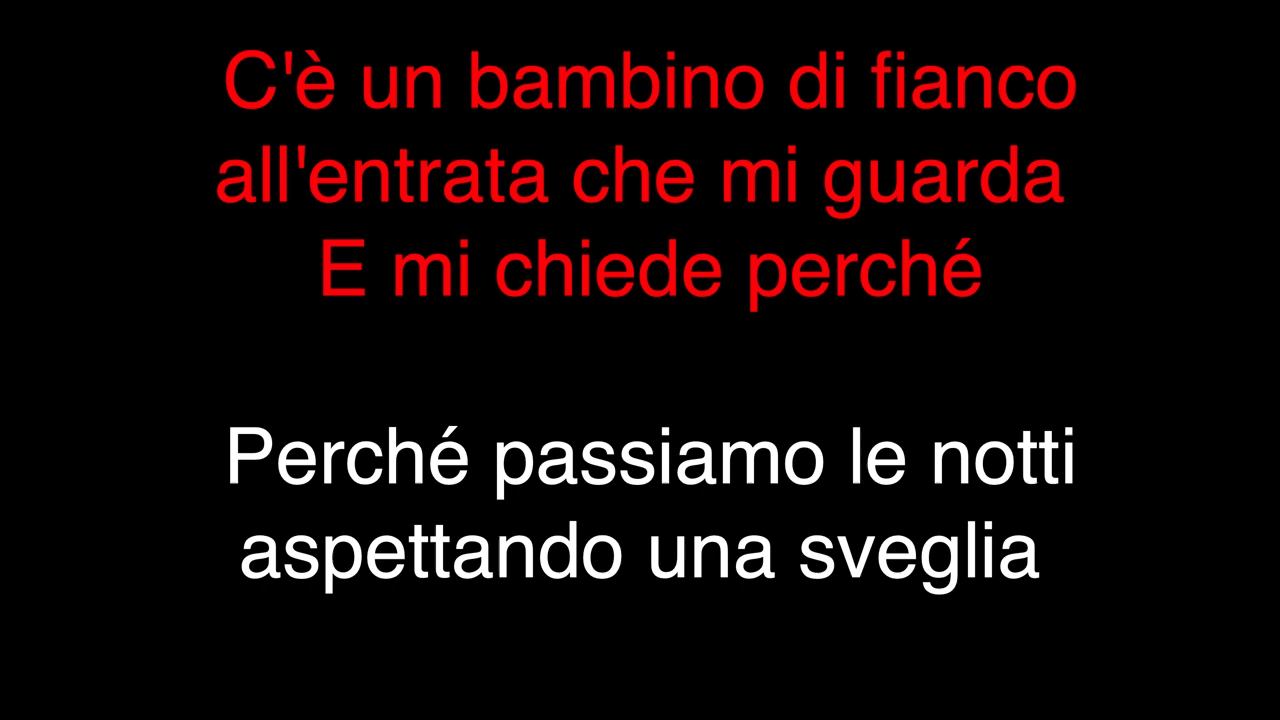 C'è un bambino di fianco
all'entrata che mi guarda
E mi chiede perché
Perché passiamo le notti
aspettando una sveglia